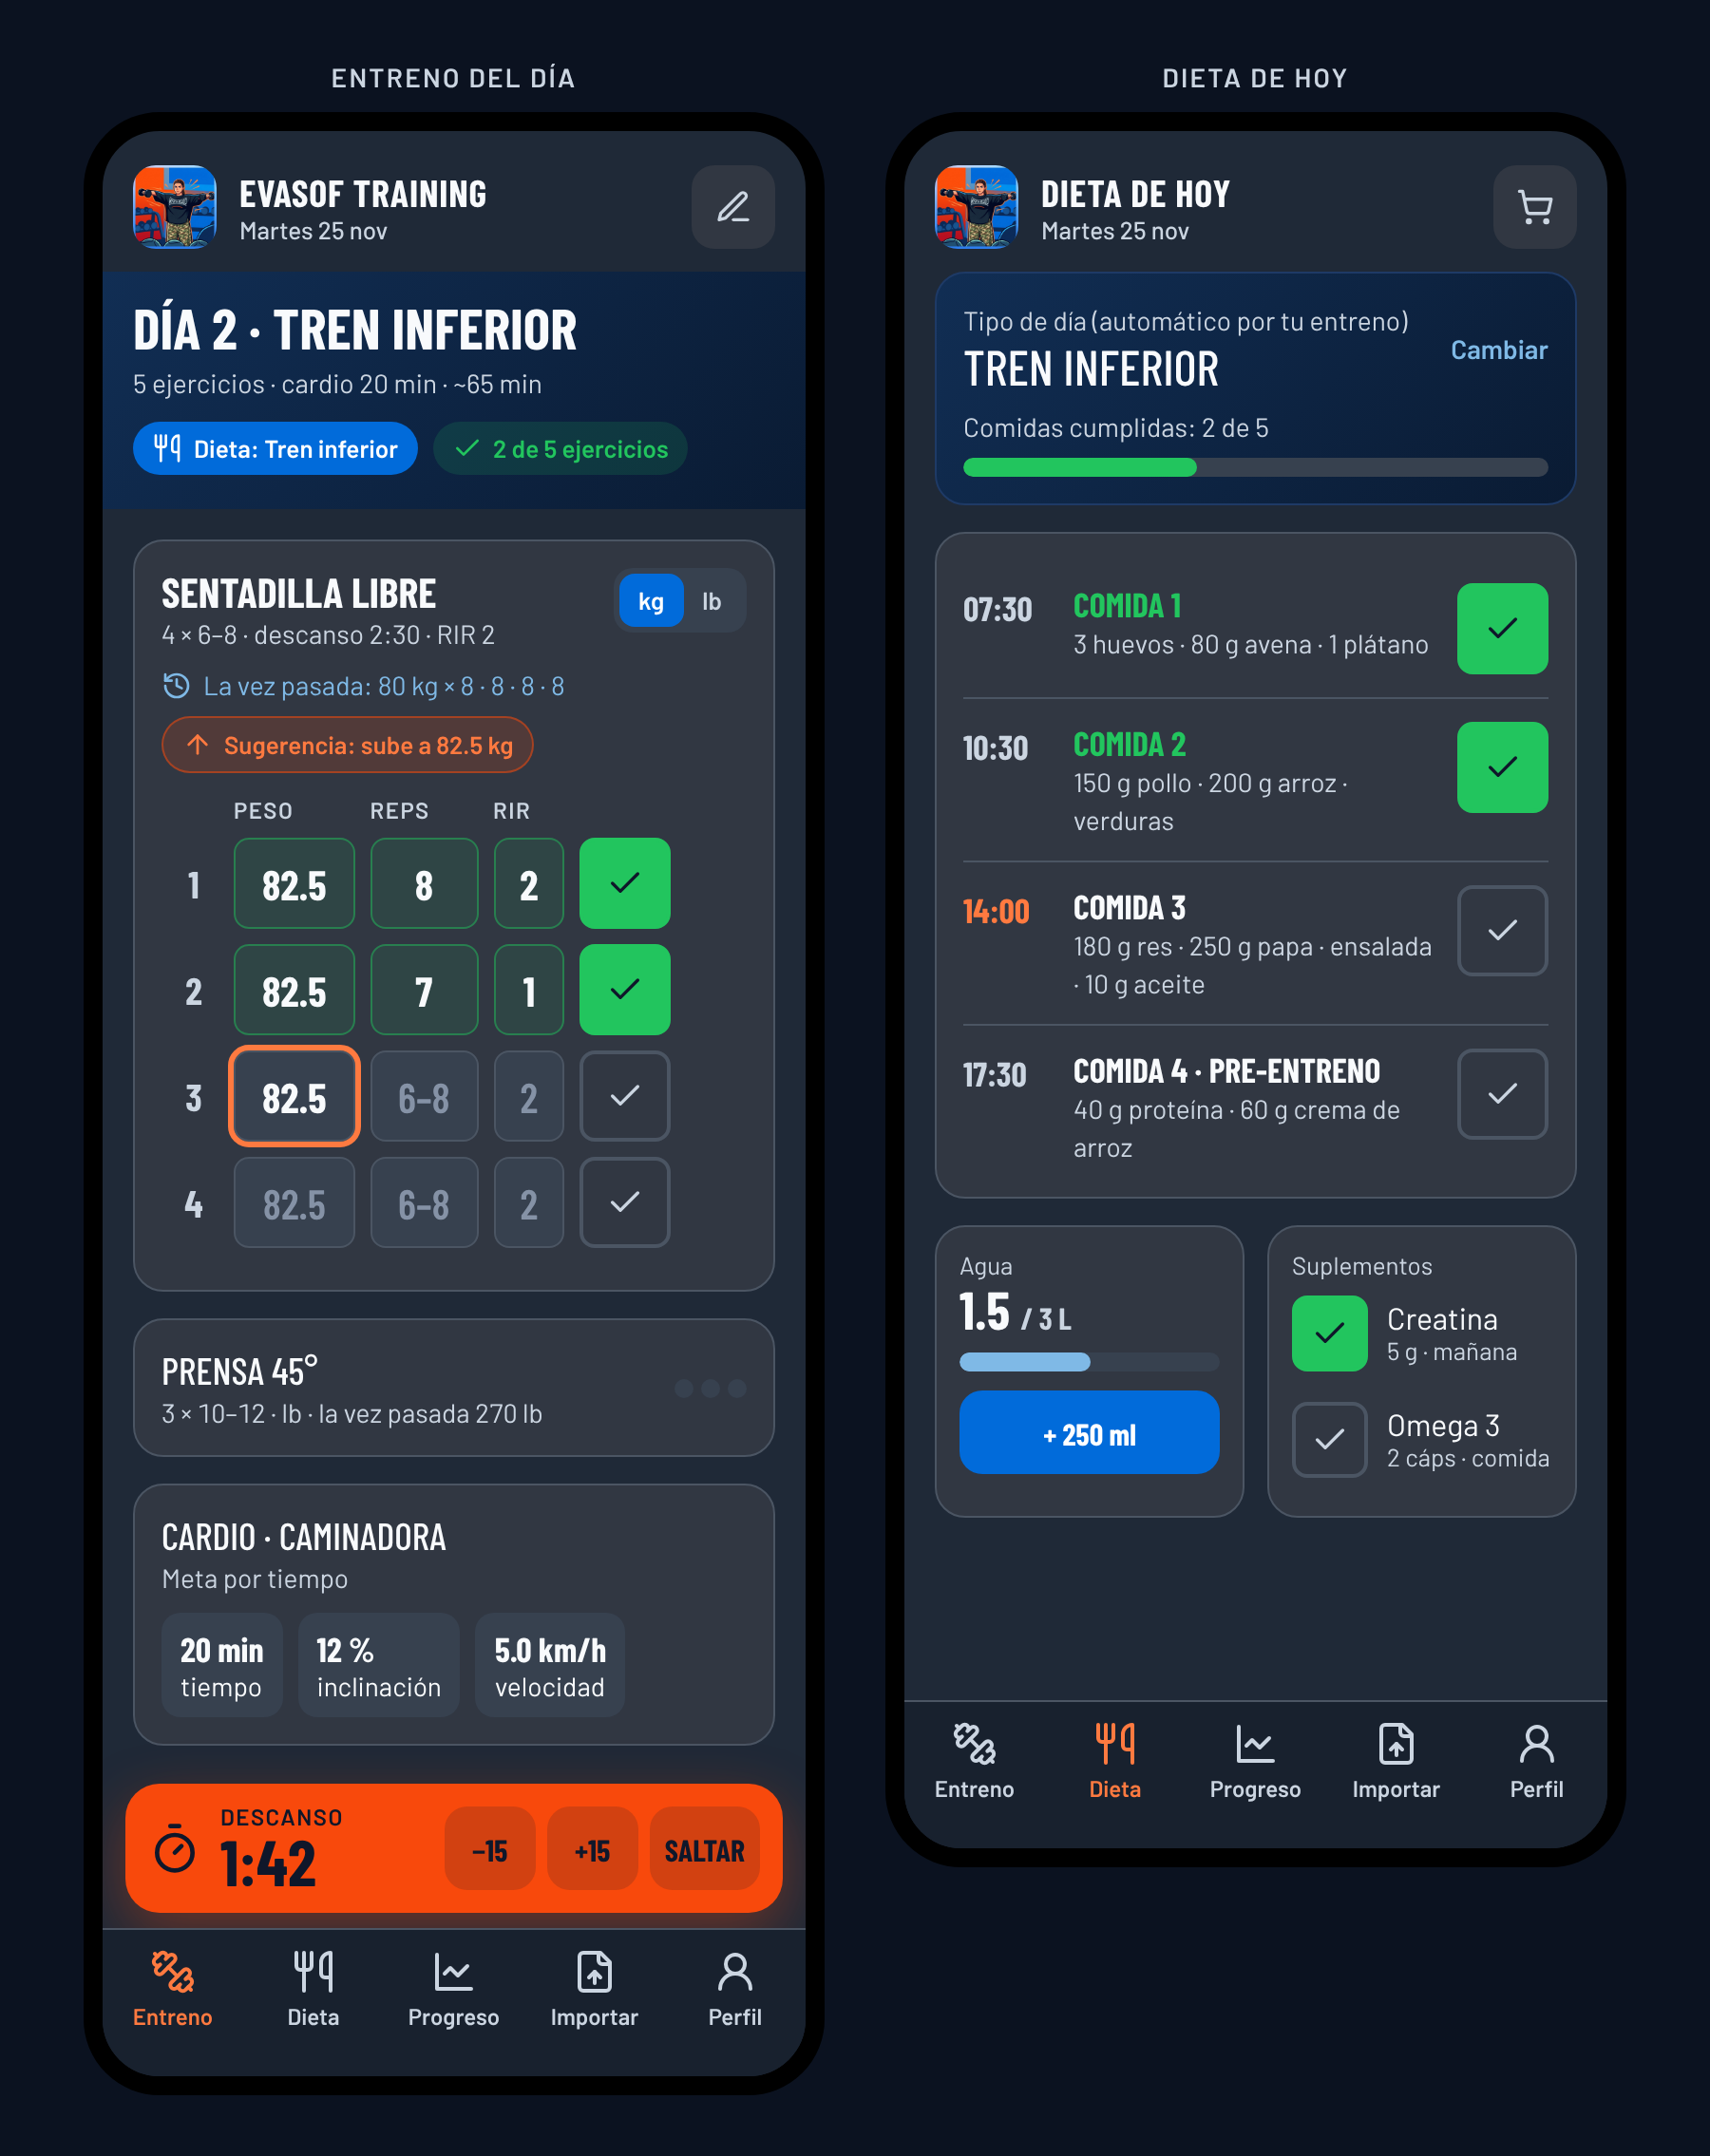 ENTRENO DEL DÍA
EVASOF TRAINING
Martes 25 nov
DÍA 2 · TREN INFERIOR
5 ejercicios · cardio 20 min · ~65 min
Dieta: Tren inferior
2 de 5 ejercicios
SENTADILLA LIBRE
kg lb
4 × 6–8 · descanso 2:30 · RIR 2
La vez pasada: 80 kg × 8 · 8 · 8 · 8
Sugerencia: sube a 82.5 kg
PESO REPS RIR
1 82.5 8 2
2 82.5 7 1
3 82.5 6–8 2
4 82.5 6–8 2
PRENSA 45°
3 × 10–12 · lb · la vez pasada 270 lb
CARDIO · CAMINADORA
Meta por tiempo
20 min
tiempo
12 %
inclinación
5.0 km/h
velocidad
DESCANSO
1:42
−15 +15 SALTAR
Entreno Dieta Progreso Importar Perfil
DIETA DE HOY
DIETA DE HOY
Martes 25 nov
Tipo de día (automático por tu entreno)
TREN INFERIOR
Cambiar
Comidas cumplidas: 2 de 5
07:30 COMIDA 1
3 huevos · 80 g avena · 1 plátano
10:30 COMIDA 2
150 g pollo · 200 g arroz ·
verduras
14:00 COMIDA 3
180 g res · 250 g papa · ensalada
· 10 g aceite
17:30 COMIDA 4 · PRE-ENTRENO
40 g proteína · 60 g crema de
arroz
Agua
1.5 / 3 L
+ 250 ml
Suplementos
Creatina
5 g · mañana
Omega 3
2 cáps · comida
Entreno Dieta Progreso Importar Perfil